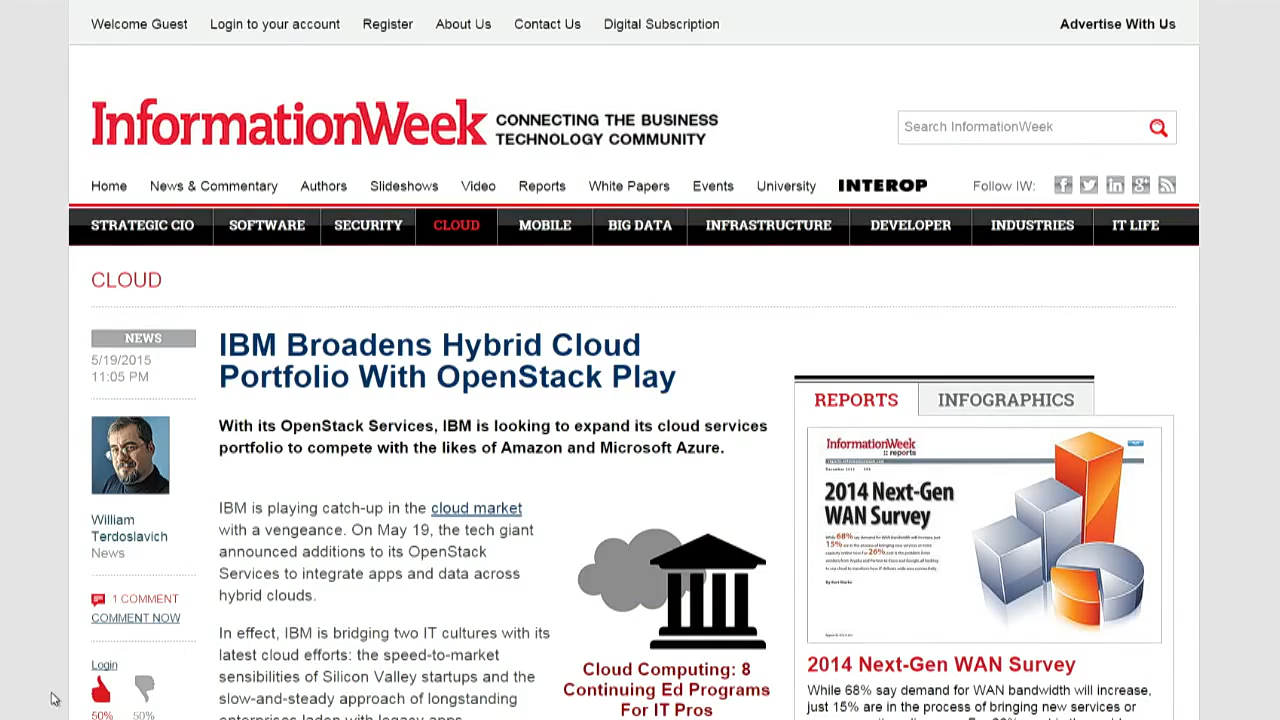 Welcome Guest Login to your account Register About Us Contact Us Digital Subscription Advertise With Us
InformationWeek CONNECTING THE BUSINESS
TECHNOLOGY COMMUNITY
Search InformationWeek
Home News & Commentary Authors Slideshows Video Reports White Papers Events University INTEROP Follow IW:
STRATEGIC CIO SOFTWARE SECURITY CLOUD MOBILE BIG DATA INFRASTRUCTURE DEVELOPER INDUSTRIES IT LIFE
CLOUD
NEWS
5/19/2015
11:05 PM
William
Terdoslavich
News
1 COMMENT
COMMENT NOW
Login
50% 50%
IBM Broadens Hybrid Cloud
Portfolio With OpenStack Play
With its OpenStack Services, IBM is looking to expand its cloud services
portfolio to compete with the likes of Amazon and Microsoft Azure.
IBM is playing catch-up in the cloud market
with a vengeance. On May 19, the tech giant
announced additions to its OpenStack
Services to integrate apps and data across
hybrid clouds.
In effect, IBM is bridging two IT cultures with its
latest cloud efforts: the speed-to-market
sensibilities of Silicon Valley startups and the
slow-and-steady approach of longstanding
enterprises laden with legacy apps
Cloud Computing: 8
Continuing Ed Programs
For IT Pros
REPORTS INFOGRAPHICS
InformationWeek
:: reports
2014 Next-Gen
WAN Survey
2014 Next-Gen WAN Survey
While 68% say demand for WAN bandwidth will increase,
just 15% are in the process of bringing new services or